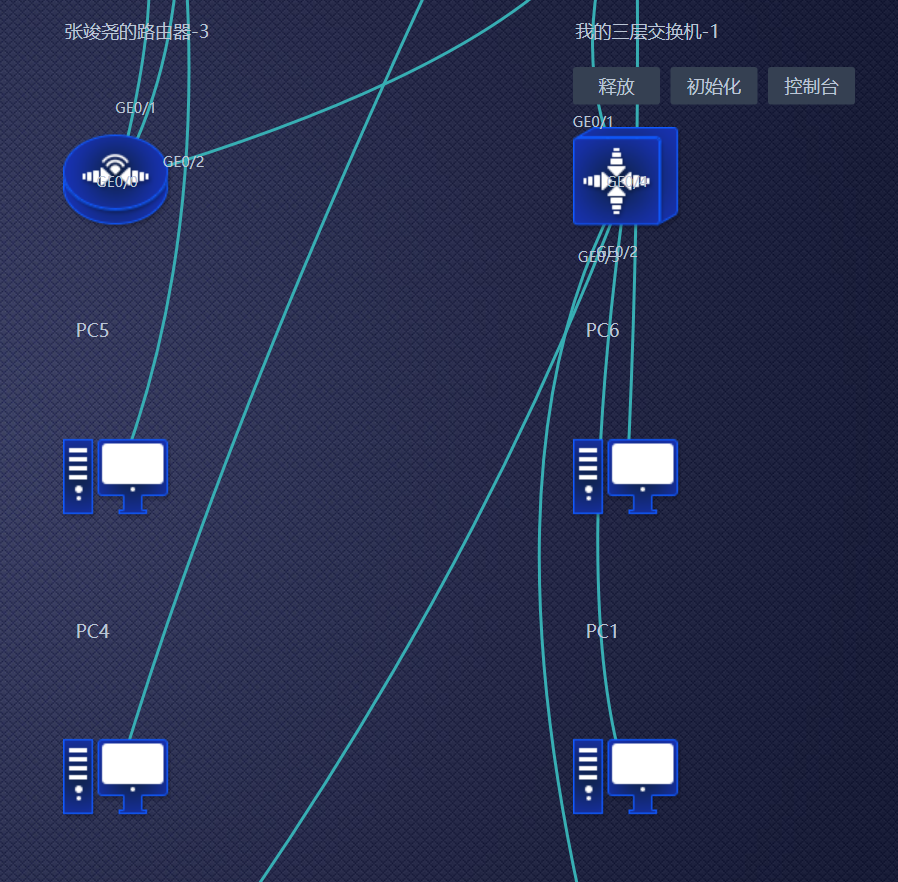 张竣尧的路由器-3
我的三层交换机-1
释放 初始化 控制台
GE0/1
GE0/1
GE0/2
GE0/0
GE0/2
PC5
PC6
PC4
PC1